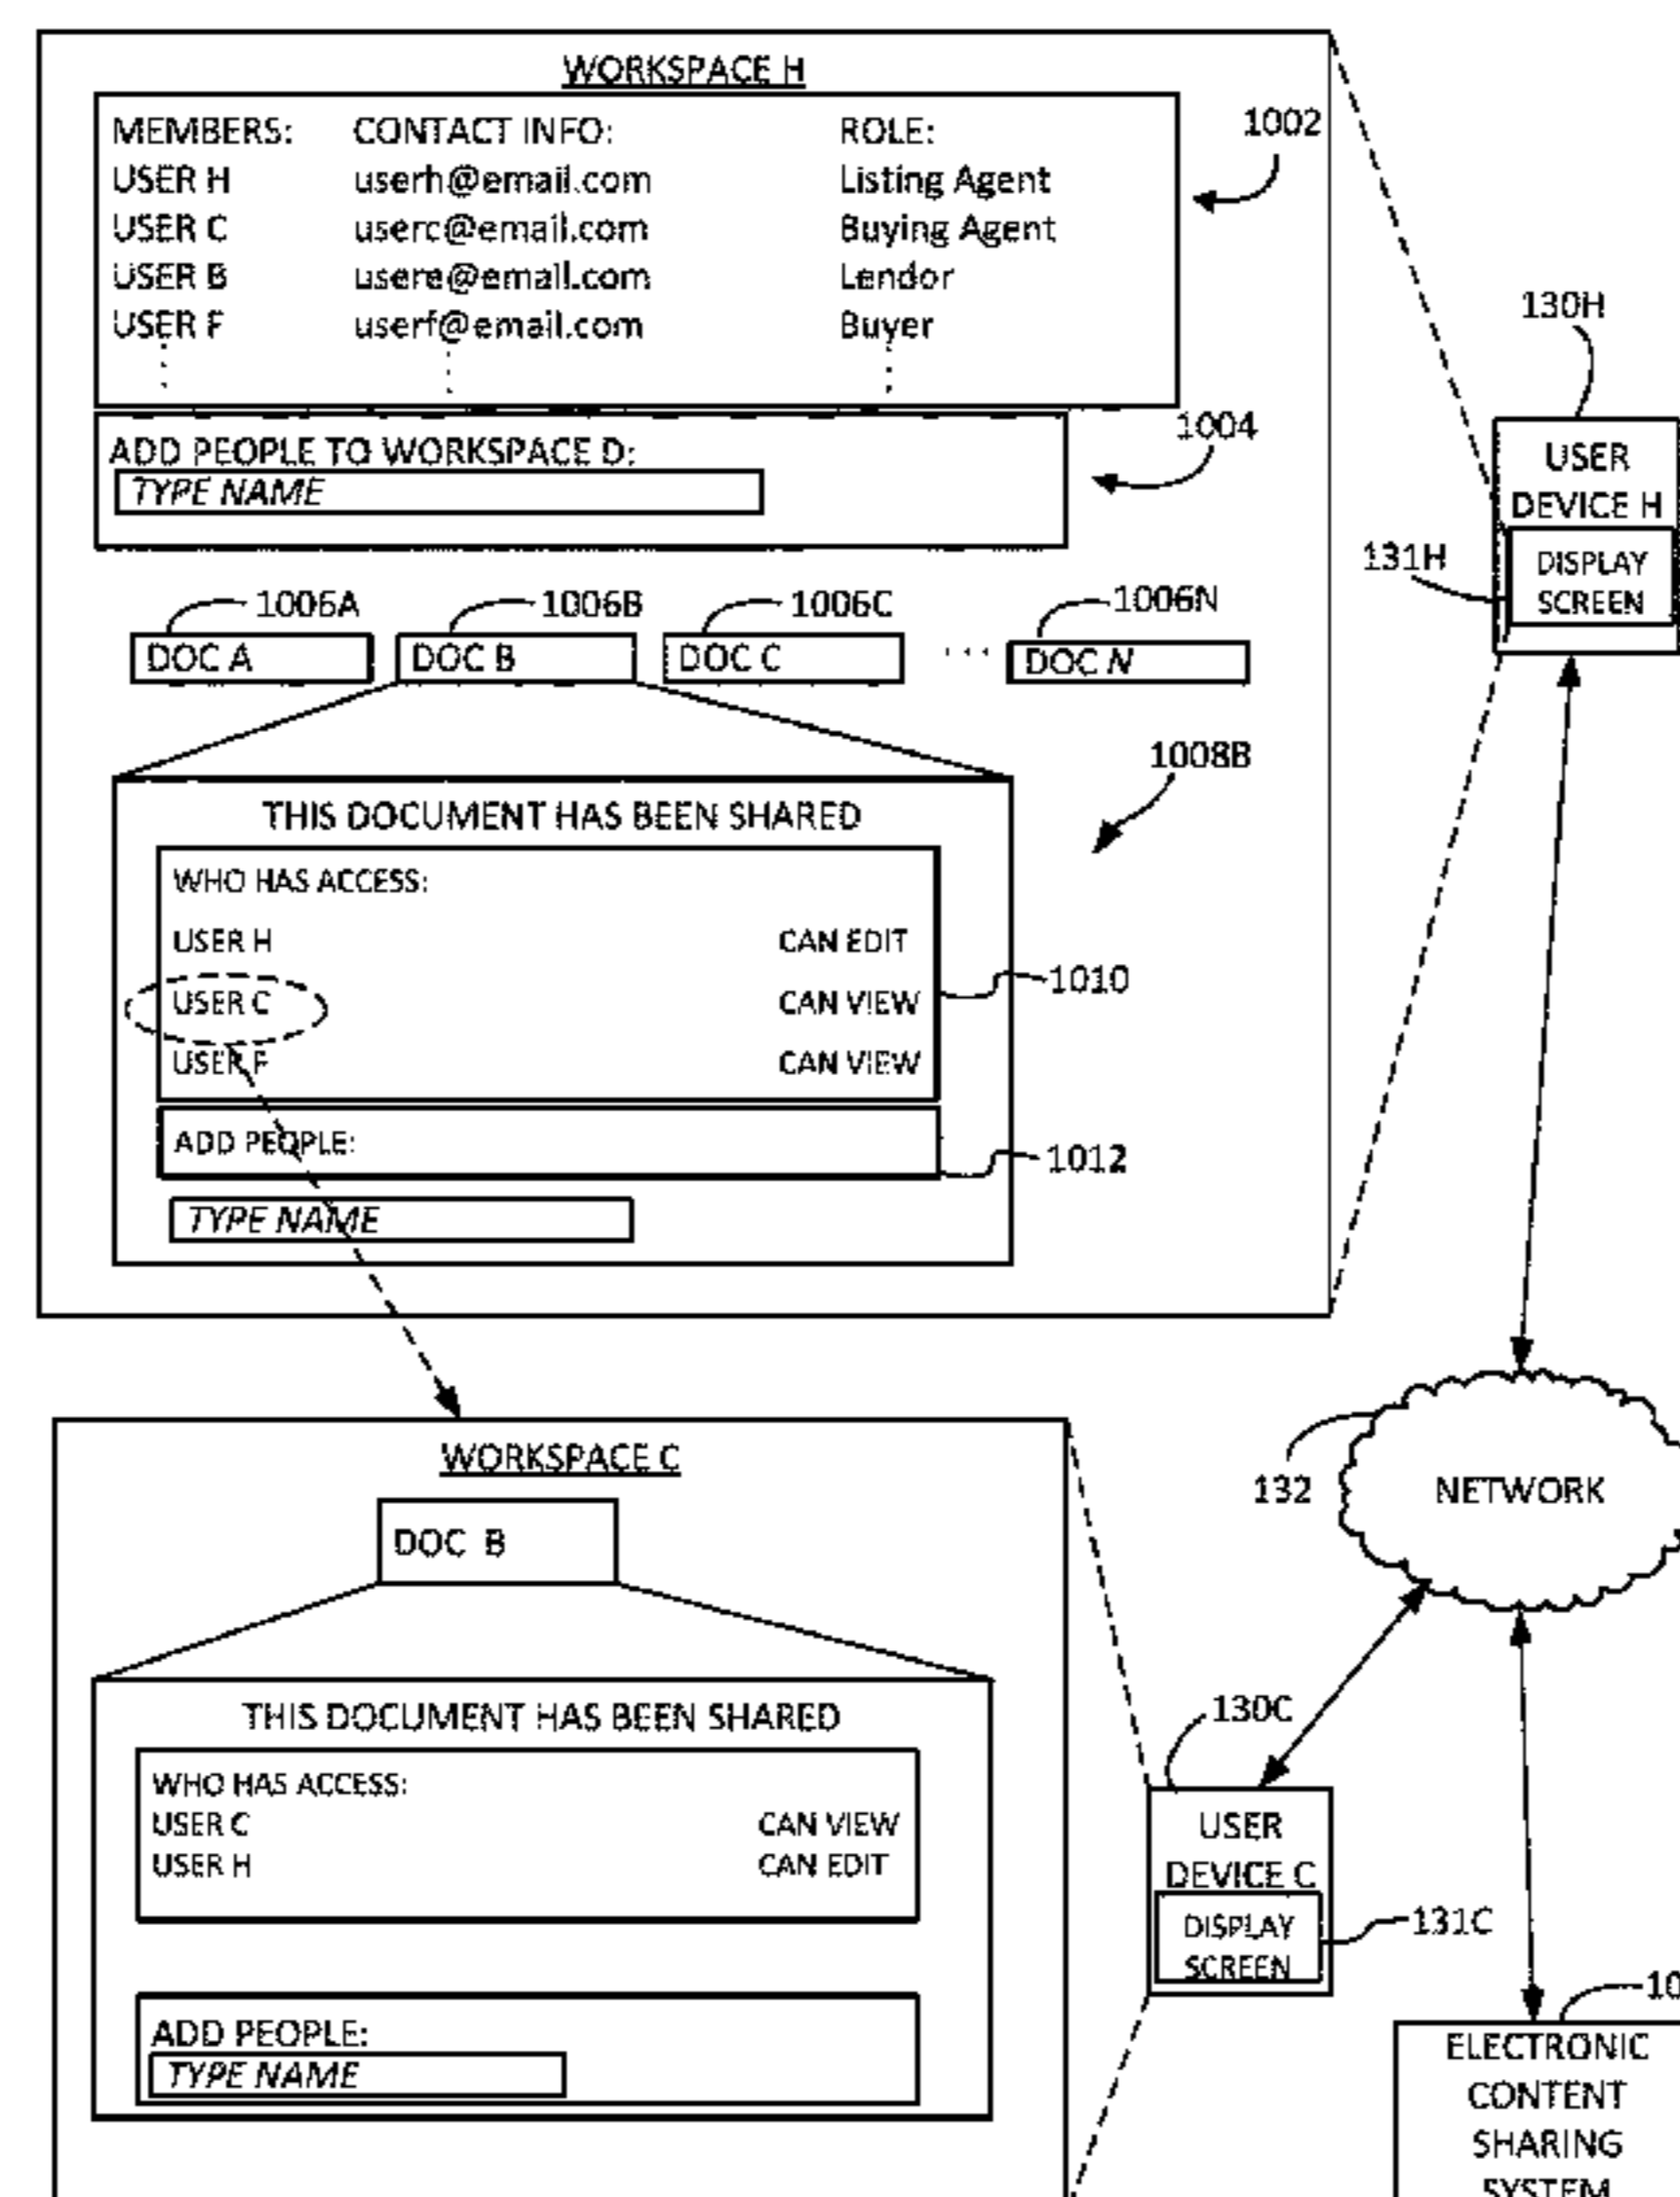 WORKSPACE H
MEMBERS: CONTACT INFO: ROLE:
USER H userh@email.com Listing Agent
USER C userc@email.com Buying Agent
USER B usere@email.com Lendor
USER F userf@email.com Buyer
1002
ADD PEOPLE TO WORKSPACE D:
TYPE NAME
1004
1006A 1006B 1006C 1006N
DOC A DOC B DOC C ... DOC N
1008B
THIS DOCUMENT HAS BEEN SHARED
WHO HAS ACCESS:
USER H CAN EDIT
USER C CAN VIEW
USER F CAN VIEW
1010
ADD PEOPLE:
1012
TYPE NAME
130H
USER
DEVICE H
131H
DISPLAY
SCREEN
132
NETWORK
WORKSPACE C
DOC B
THIS DOCUMENT HAS BEEN SHARED
WHO HAS ACCESS:
USER C CAN VIEW
USER H CAN EDIT
ADD PEOPLE:
TYPE NAME
130C
USER
DEVICE C
DISPLAY
SCREEN
131C
ELECTRONIC
CONTENT
SHARING
SYSTEM